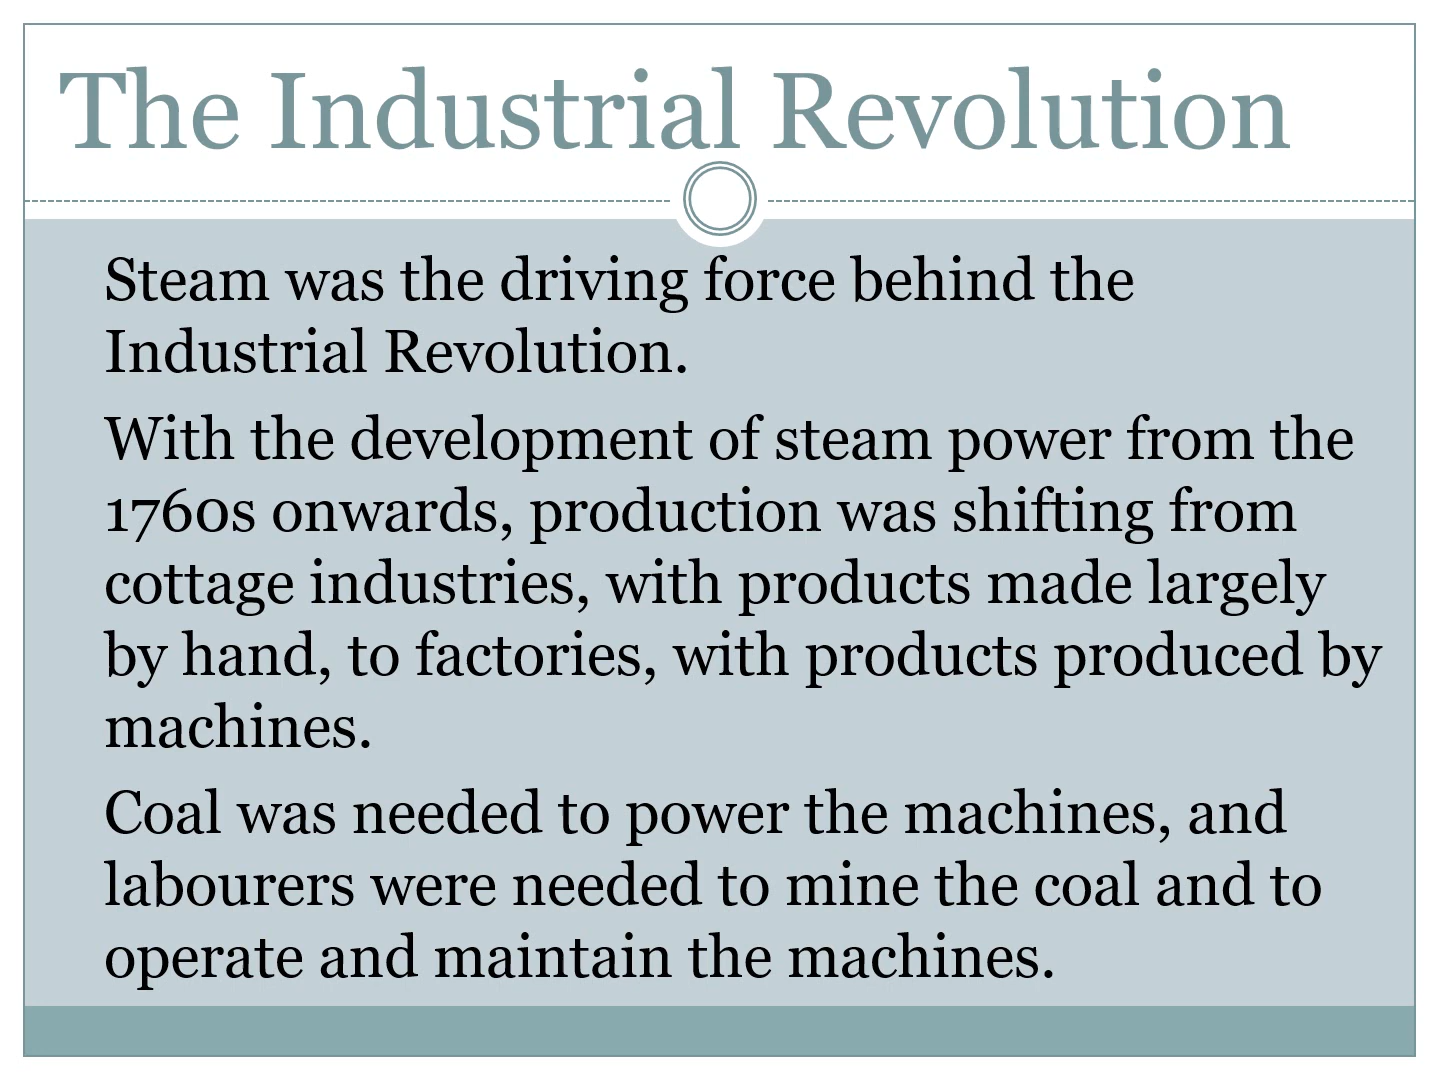 The Industrial Revolution
Steam was the driving force behind the
Industrial Revolution.
With the development of steam power from the
1760s onwards, production was shifting from
cottage industries, with products made largely
by hand, to factories, with products produced by
machines.
Coal was needed to power the machines, and
labourers were needed to mine the coal and to
operate and maintain the machines.